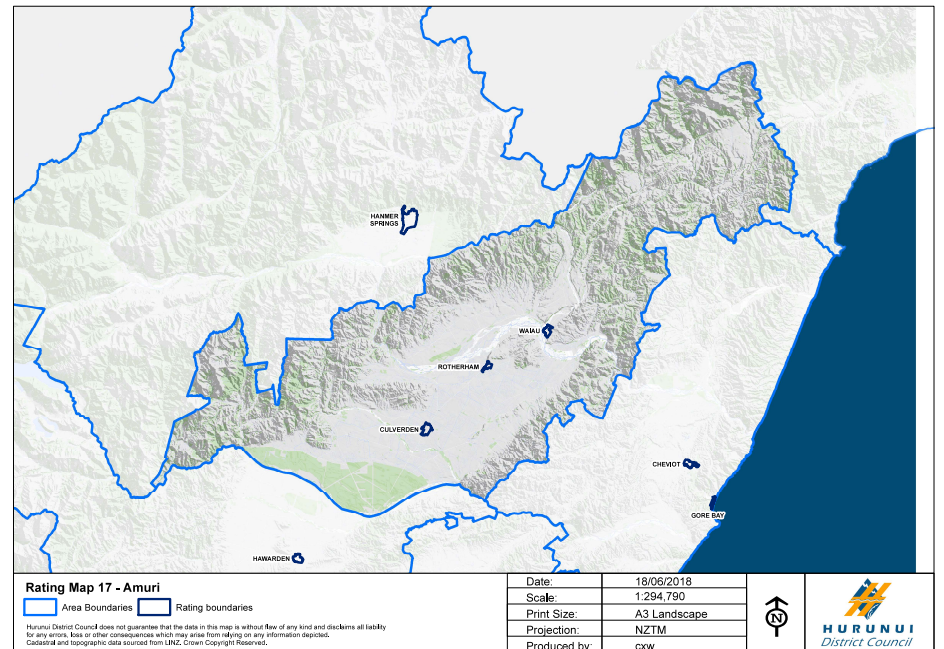 HANMER
SPRINGS
WAIAU
ROTHERHAM
CULVERDEN
CHEVIOT
GORE BAY
HAWARDEN
Rating Map 17 - Amuri
Area Boundaries Rating boundaries
Hurunui District Council does not guarantee that the data in this map is without flaw of any kind and disclaims all liability
for any errors, loss or other consequences which may arise from relying on any information depicted.
Cadastral and topographic data sourced from LINZ. Crown Copyright Reserved.
Date: 18/06/2018
Scale: 1:294,790
Print Size: A3 Landscape
Projection: NZTM
Produced by: cxw
N
HURUNUI
District Council